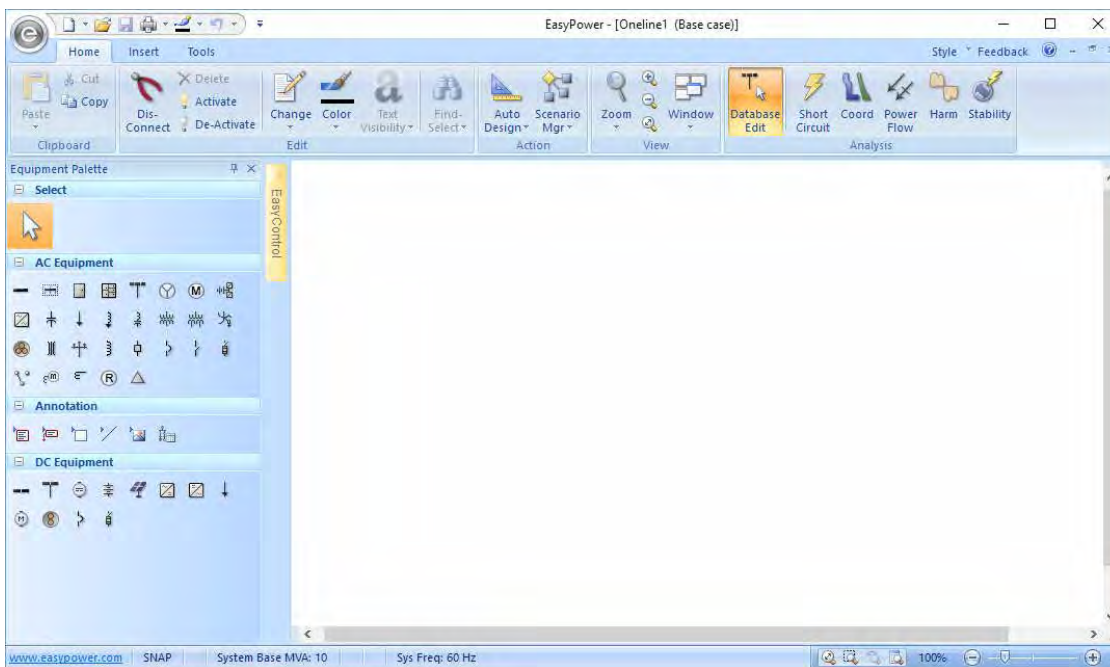 EasyPower - [Oneline1 (Base case)]
Home Insert Tools Style Feedback
Paste Cut Copy
Dis-Connect Delete Activate De-Activate
Change Color Text Visibility Find-Select
Auto Design Scenario Mgr
Zoom Window
Database Edit
Short Circuit Coord Power Flow Harm Stability
Clipboard Edit Action View Analysis
Equipment Palette
Select
EasyControl
AC Equipment
M
R
Annotation
DC Equipment
M
www.easypower.com SNAP System Base MVA: 10 Sys Freq: 60 Hz 100%